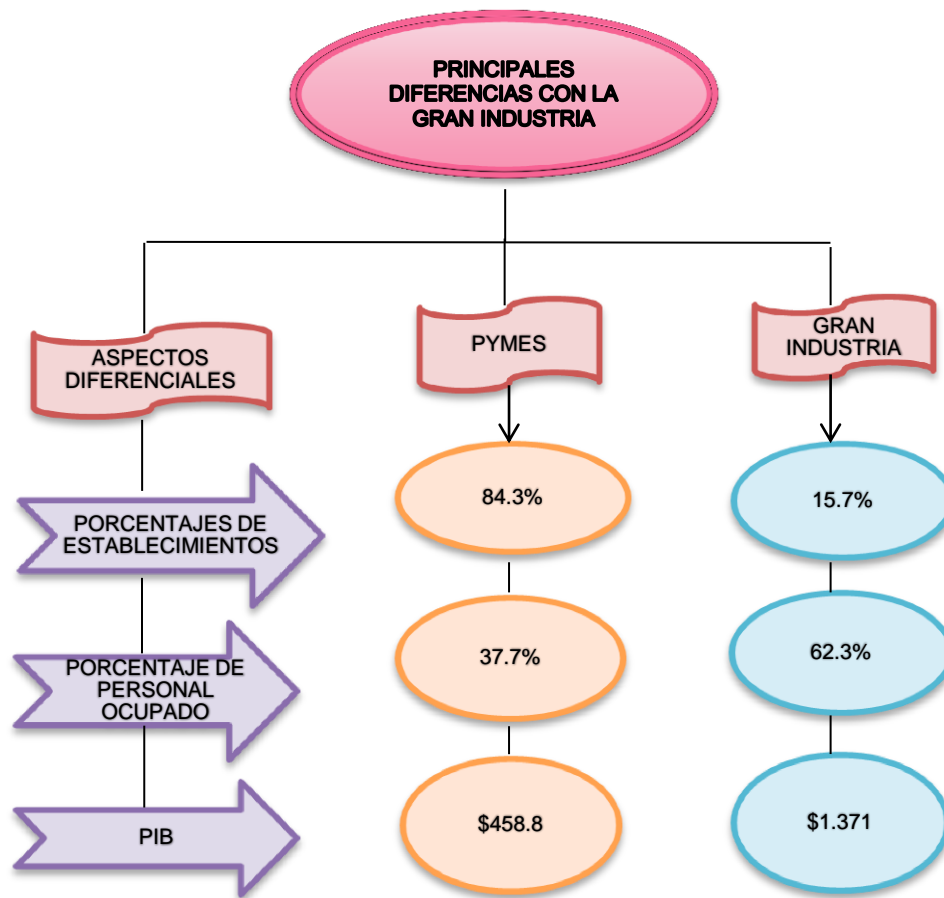 PRINCIPALES
DIFERENCIAS CON LA
GRAN INDUSTRIA
ASPECTOS
DIFERENCIALES
PYMES
GRAN
INDUSTRIA
PORCENTAJES DE
ESTABLECIMIENTOS
84.3%
15.7%
PORCENTAJE DE
PERSONAL
OCUPADO
37.7%
62.3%
PIB
$458.8
$1.371